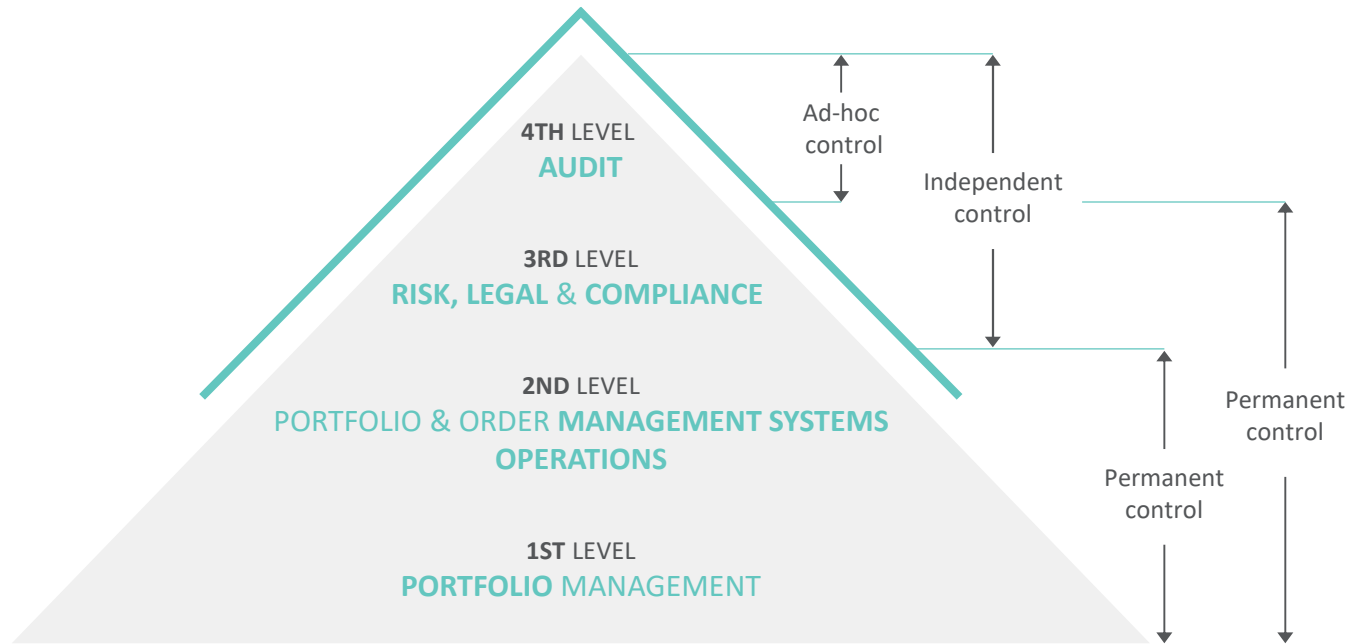 4TH LEVEL
AUDIT
3RD LEVEL
RISK, LEGAL & COMPLIANCE
2ND LEVEL
PORTFOLIO & ORDER MANAGEMENT SYSTEMS
OPERATIONS
1ST LEVEL
PORTFOLIO MANAGEMENT
Ad-hoc
control
Independent
control
Permanent
control
Permanent
control